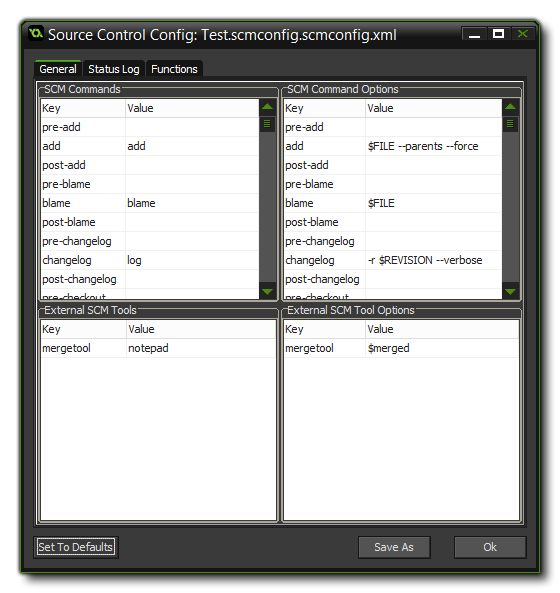 Source Control Config: Test.scmconfig.scmconfig.xml
General Status Log Functions
SCM Commands
Key Value
pre-add
add add
post-add
pre-blame
blame blame
post-blame
pre-changelog
changelog log
post-changelog
pre-checkout
SCM Command Options
Key Value
pre-add
add $FILE --parents --force
post-add
pre-blame
blame $FILE
post-blame
pre-changelog
changelog -r $REVISION --verbose
post-changelog
pre-checkout
External SCM Tools
Key Value
mergetool notepad
External SCM Tool Options
Key Value
mergetool $merged
Set To Defaults Save As Ok